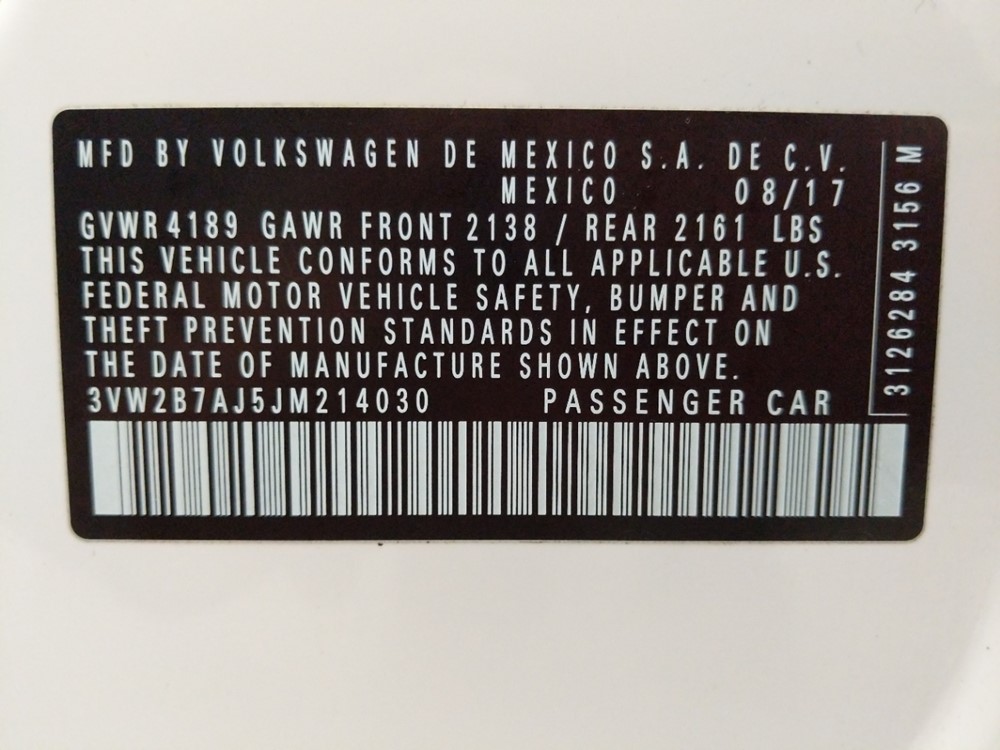 MFD BY VOLKSWAGEN DE MEXICO S.A. DE C.V.
MEXICO 08/17
GVWR 4189 GAWR FRONT 2138 / REAR 2161 LBS
THIS VEHICLE CONFORMS TO ALL APPLICABLE U.S.
FEDERAL MOTOR VEHICLE SAFETY, BUMPER AND
THEFT PREVENTION STANDARDS IN EFFECT ON
THE DATE OF MANUFACTURE SHOWN ABOVE.
3VW2B7AJ5JM214030 PASSENGER CAR
3126284 3156 M